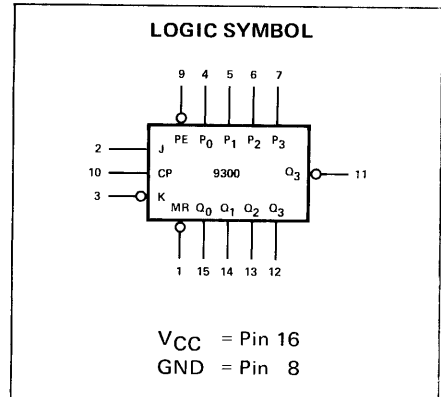 LOGIC SYMBOL
9 4 5 6 7
PE P0 P1 P2 P3
2 J
10 CP 9300 Q3 11
3 K
MR Q0 Q1 Q2 Q3
1 15 14 13 12
VCC = Pin 16
GND = Pin 8